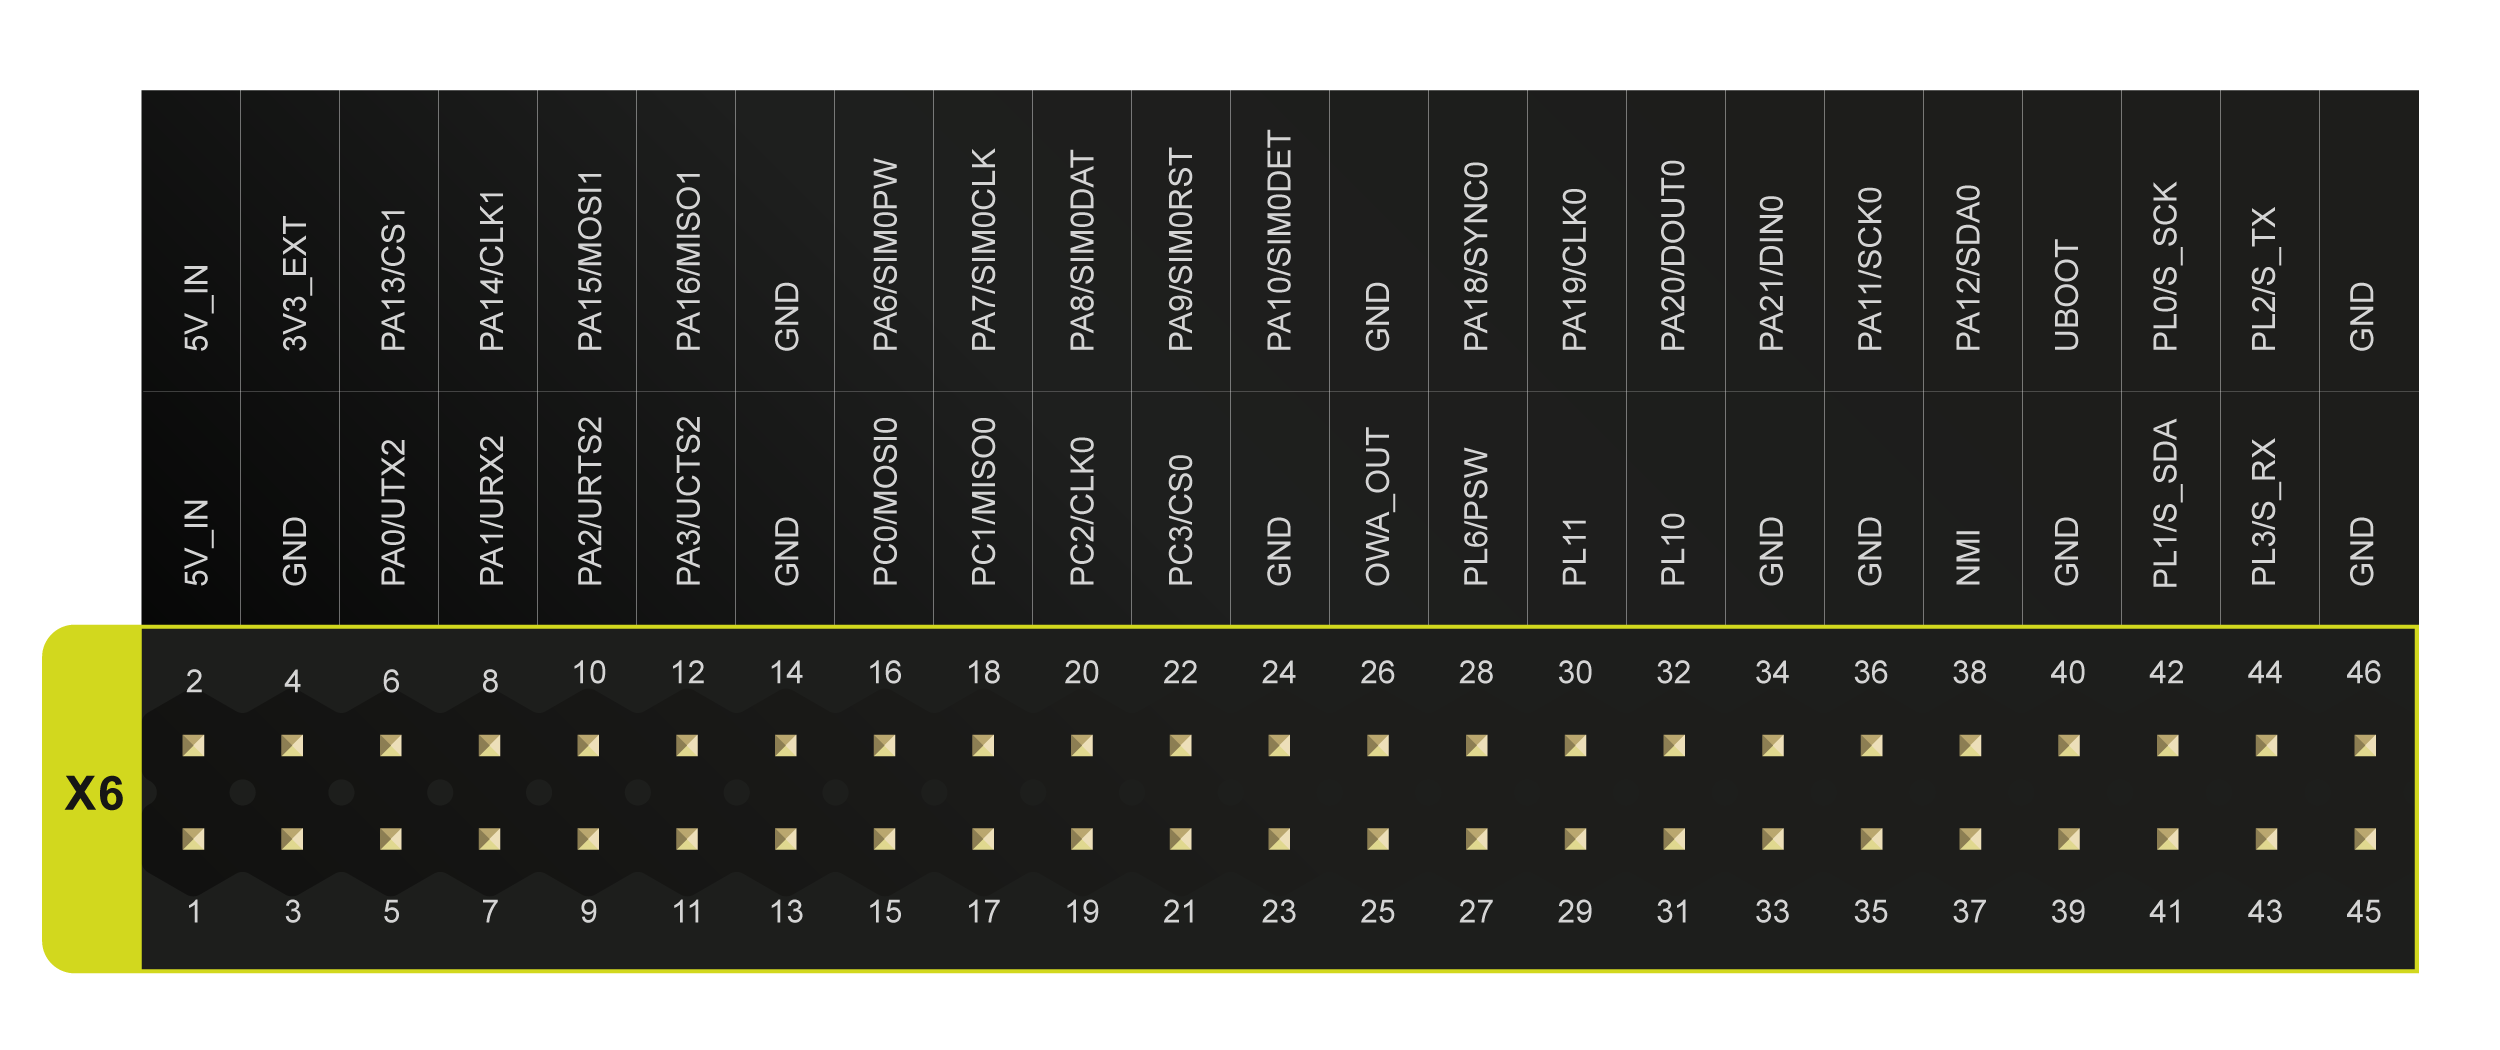 5V_IN 3V3_EXT PA13/CS1 PA14/CLK1 PA15/MOSI1 PA16/MISO1 GND PA6/SIM0PW PA7/SIM0CLK PA8/SIM0DAT PA9/SIM0RST PA10/SIM0DET GND PA18/SYNC0 PA19/CLK0 PA20/DOUT0 PA21/DIN0 PA11/SCK0 PA12/SDA0 UBOOT PL0/S_SCK PL2/S_TX GND
5V_IN GND PA0/UTX2 PA1/URX2 PA2/URTS2 PA3/UCTS2 GND PC0/MOSI0 PC1/MISO0 PC2/CLK0 PC3/CS0 GND OWA_OUT PL6/PSW PL11 PL10 GND GND NMI GND PL1/S_SDA PL3/S_RX GND
2 4 6 8 10 12 14 16 18 20 22 24 26 28 30 32 34 36 38 40 42 44 46
X6
1 3 5 7 9 11 13 15 17 19 21 23 25 27 29 31 33 35 37 39 41 43 45